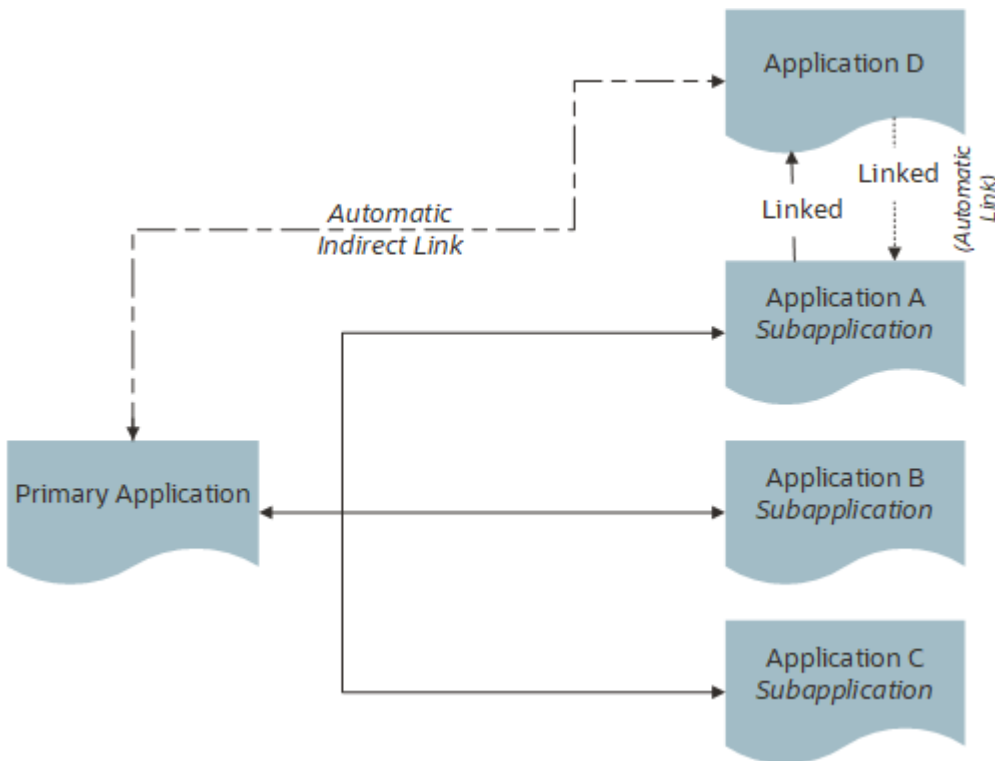 Application D
Linked
Linked
(Automatic
Link)
Automatic
Indirect Link
Application A
Subapplication
Primary Application
Application B
Subapplication
Application C
Subapplication